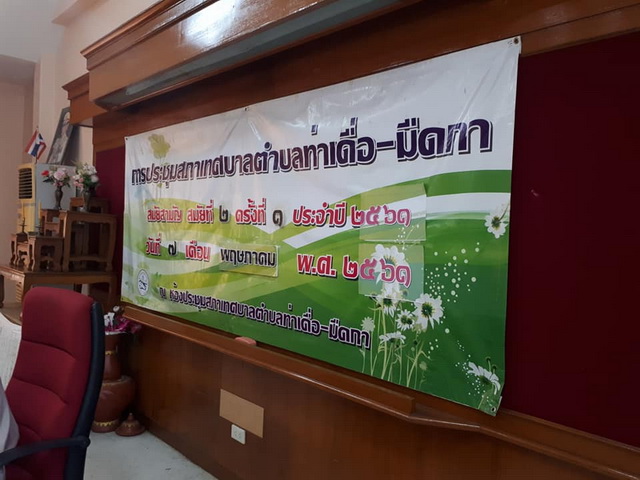 การประชุมสภาเทศบาลตำบลท่าเดื่อ-มืดกา
สมัยสามัญ สมัยที่ ๒ ครั้งที่ ๑ ประจำปี ๒๕๖๑
วันที่ ๗ เดือน พฤษภาคม พ.ศ. ๒๕๖๑
ณ ห้องประชุมสภาเทศบาลตำบลท่าเดื่อ-มืดกา